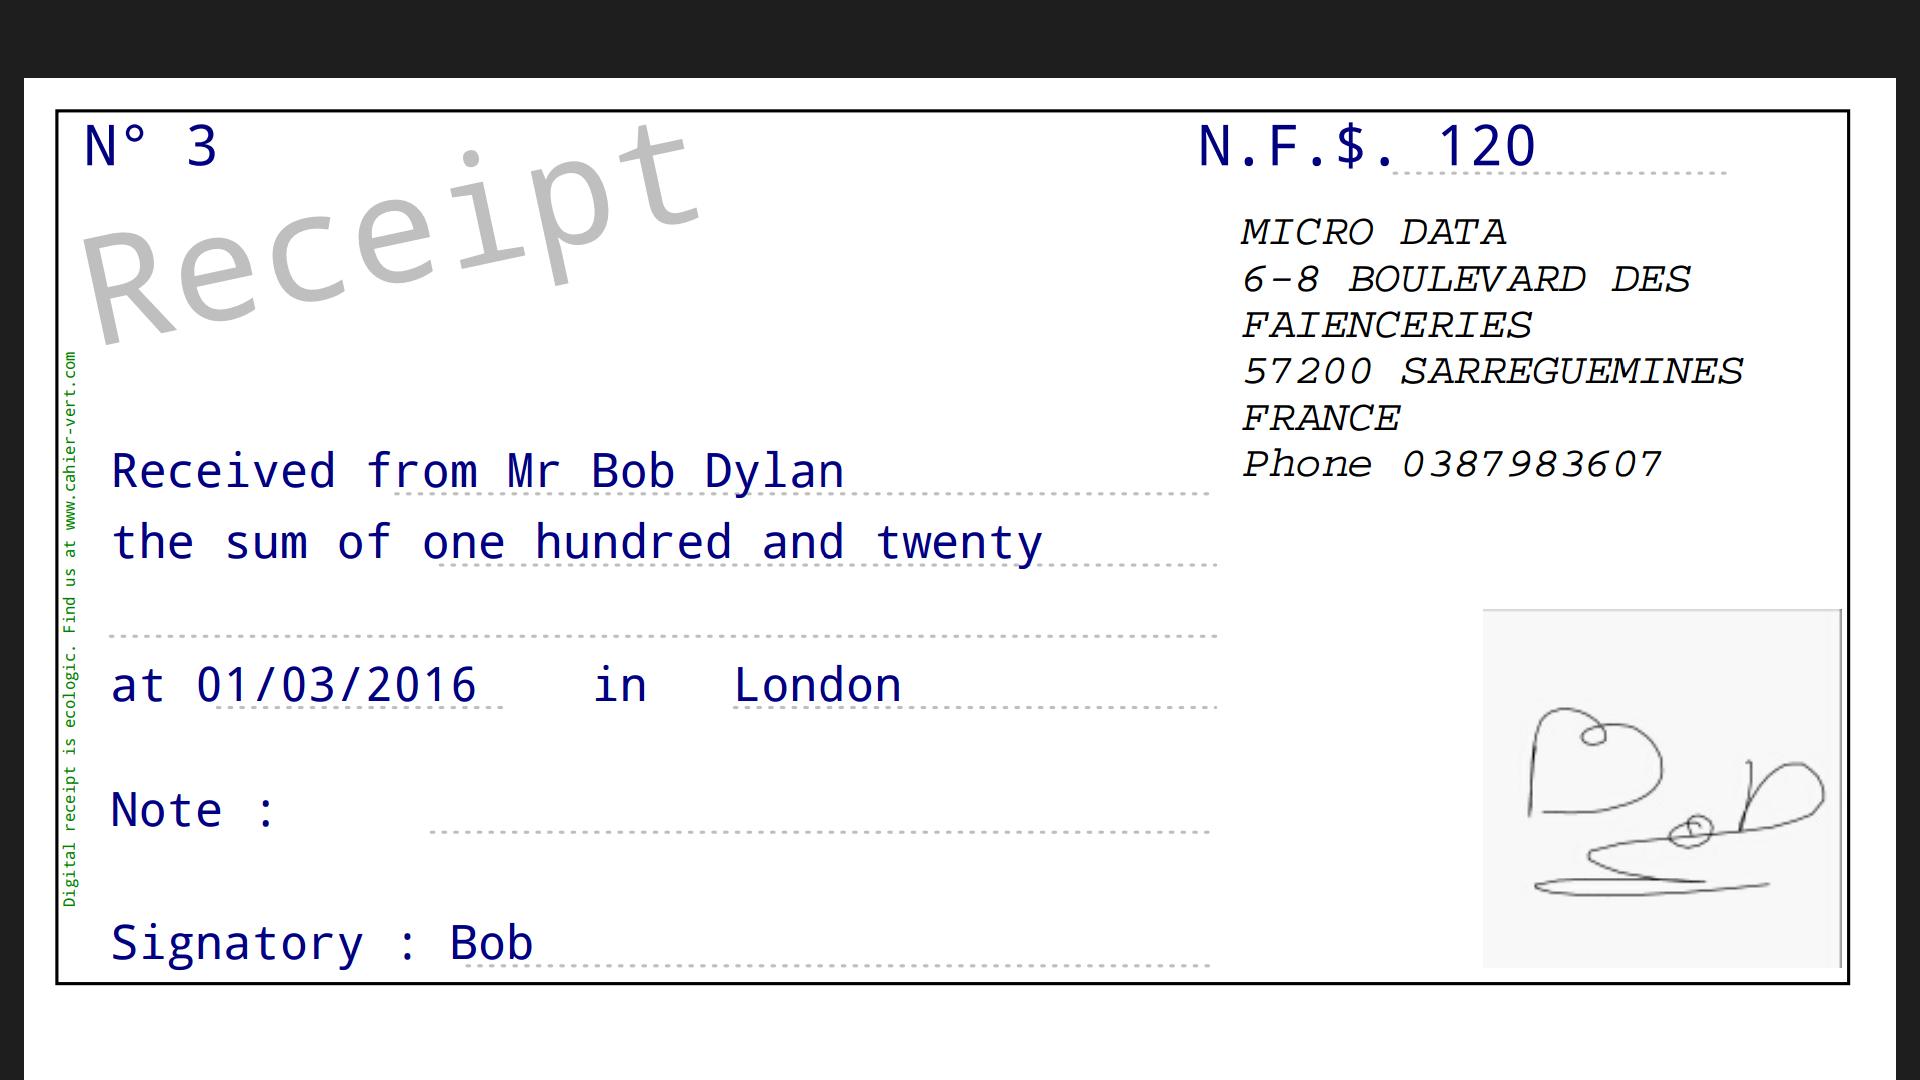 N° 3
N.F.$. 120
Receipt
MICRO DATA
6-8 BOULEVARD DES
FAIENCERIES
57200 SARREGUEMINES
FRANCE
Phone 0387983607
Received from Mr Bob Dylan
the sum of one hundred and twenty
at 01/03/2016 in London
Note :
Signatory : Bob
Bob
Digital receipt is ecologic. Find us at www.cahier-vert.com